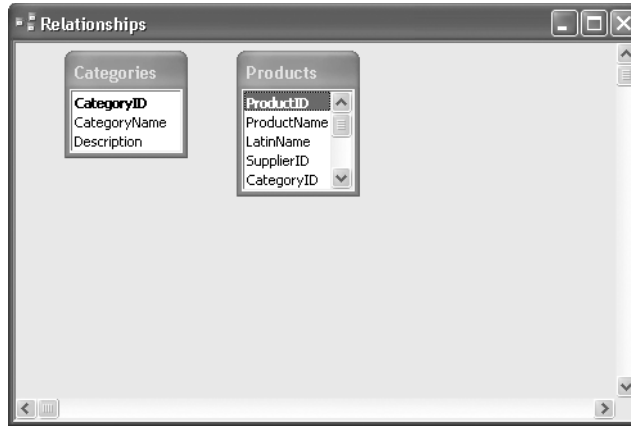 Relationships
Categories
CategoryID
CategoryName
Description
Products
ProductID
ProductName
LatinName
SupplierID
CategoryID